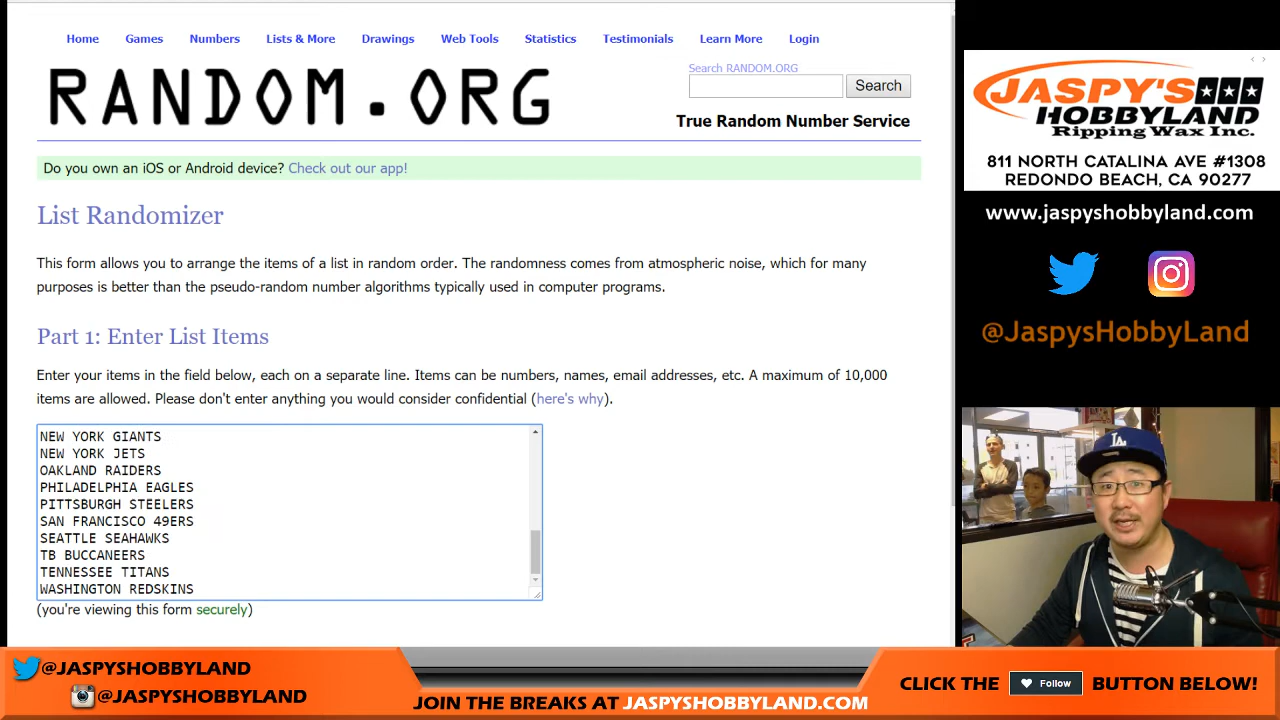 Home Games Numbers Lists & More Drawings Web Tools Statistics Testimonials Learn More Login
RANDOM.ORG
Search RANDOM.ORG
Search
True Random Number Service
Do you own an iOS or Android device? Check out our app!
List Randomizer
This form allows you to arrange the items of a list in random order. The randomness comes from atmospheric noise, which for many
purposes is better than the pseudo-random number algorithms typically used in computer programs.
Part 1: Enter List Items
Enter your items in the field below, each on a separate line. Items can be numbers, names, email addresses, etc. A maximum of 10,000
items are allowed. Please don't enter anything you would consider confidential (here's why).
NEW YORK GIANTS
NEW YORK JETS
OAKLAND RAIDERS
PHILADELPHIA EAGLES
PITTSBURGH STEELERS
SAN FRANCISCO 49ERS
SEATTLE SEAHAWKS
TB BUCCANEERS
TENNESSEE TITANS
WASHINGTON REDSKINS
(you're viewing this form securely)
JASPY'S
HOBBYLAND
Ripping Wax Inc.
811 NORTH CATALINA AVE #1308
REDONDO BEACH, CA 90277
www.jaspyshobbyland.com
@JaspysHobbyLand
LA
@JASPYSHOBBYLAND
@JASPYSHOBBYLAND
JOIN THE BREAKS AT JASPYSHOBBYLAND.COM
CLICK THE Follow BUTTON BELOW!